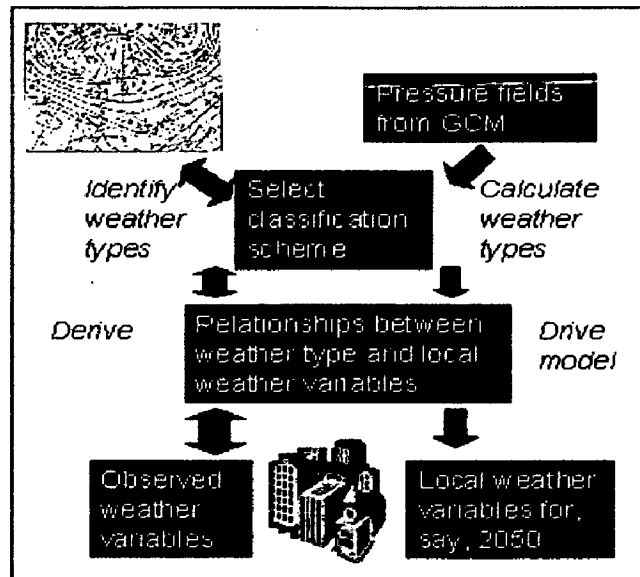 Pressure fields
from GCM
Identify
weather
types
Select
classification
scheme
Calculate
weather
types
Derive
Relationships between
weather type and local
weather variables
Drive
model
Observed
weather
variables
Local weather
variables for,
say, 2050